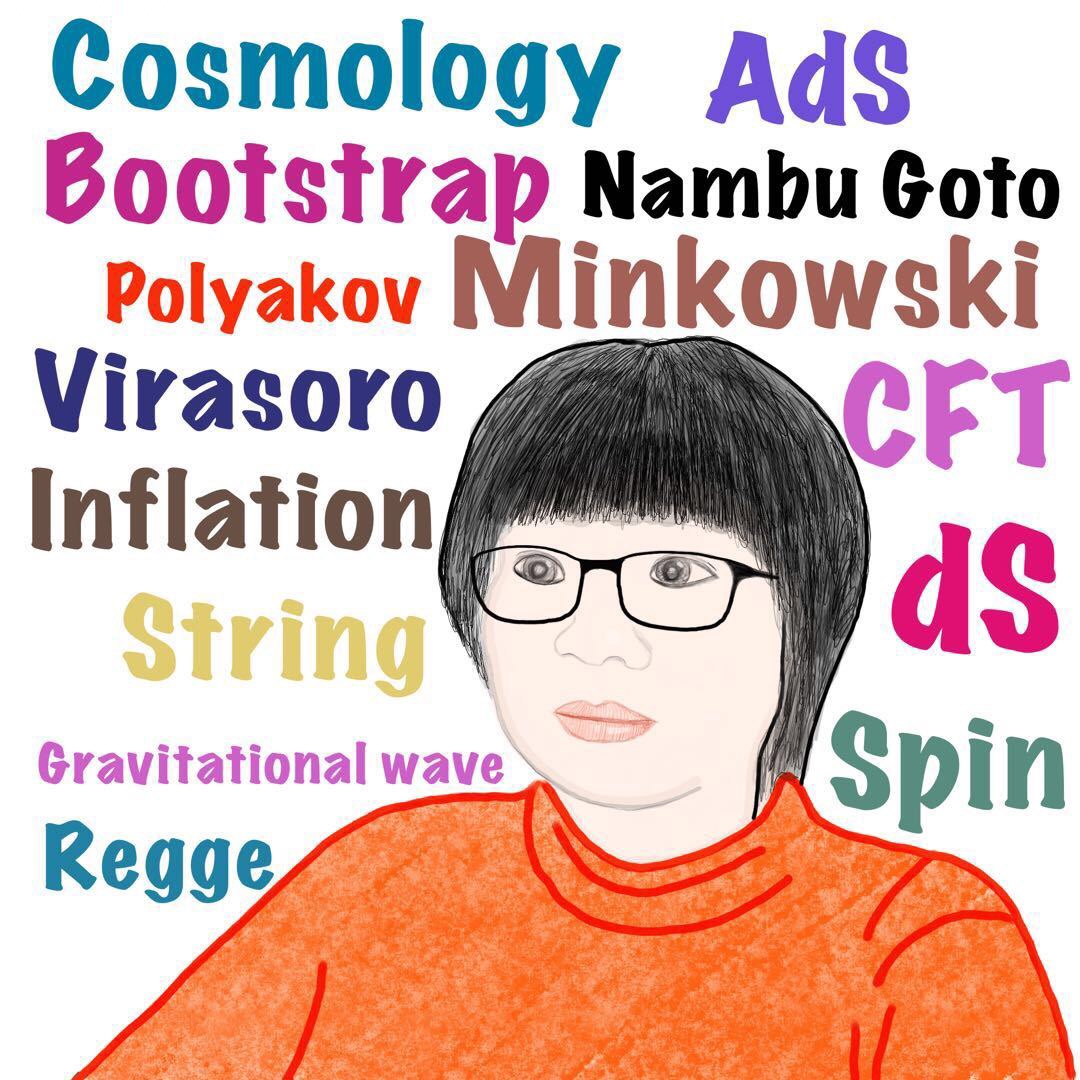 Cosmology
AdS
Bootstrap
Nambu Goto
Polyakov
Minkowski
Virasoro
CFT
Inflation
dS
String
Gravitational wave
Spin
Regge